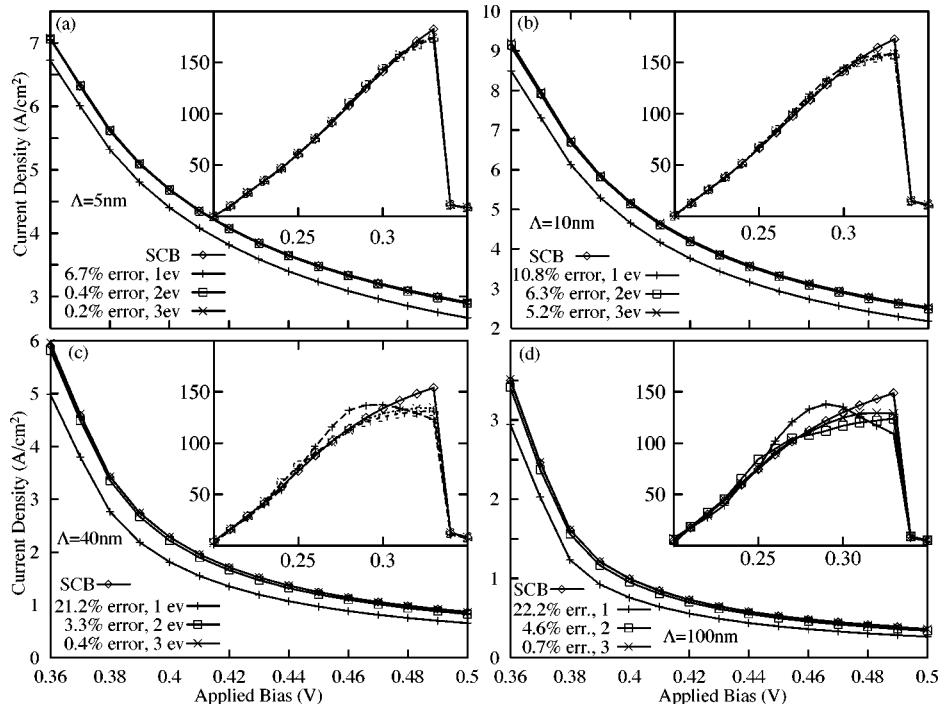 (a)
Current Density (A/cm²)
7
6
5
4
3
150
100
50
0.25
0.3
Λ=5nm
SCB
6.7% error, 1ev
0.4% error, 2ev
0.2% error, 3ev
(b)
10
9
8
7
6
5
4
3
2
150
100
50
0.25
0.3
Λ=10nm
SCB
10.8% error, 1 ev
6.3% error, 2ev
5.2% error, 3ev
(c)
Current Density (A/cm²)
6
5
4
3
2
1
0
150
100
50
0.25
0.3
Λ=40nm
SCB
21.2% error, 1 ev
3.3% error, 2 ev
0.4% error, 3 ev
0.36 0.38 0.4 0.42 0.44 0.46 0.48 0.5
Applied Bias (V)
(d)
3
2
1
0
150
100
50
0.25
0.30
SCB
22.2% err., 1
4.6% err., 2
0.7% err., 3
Λ=100nm
0.36 0.38 0.4 0.42 0.44 0.46 0.48 0.5
Applied Bias (V)